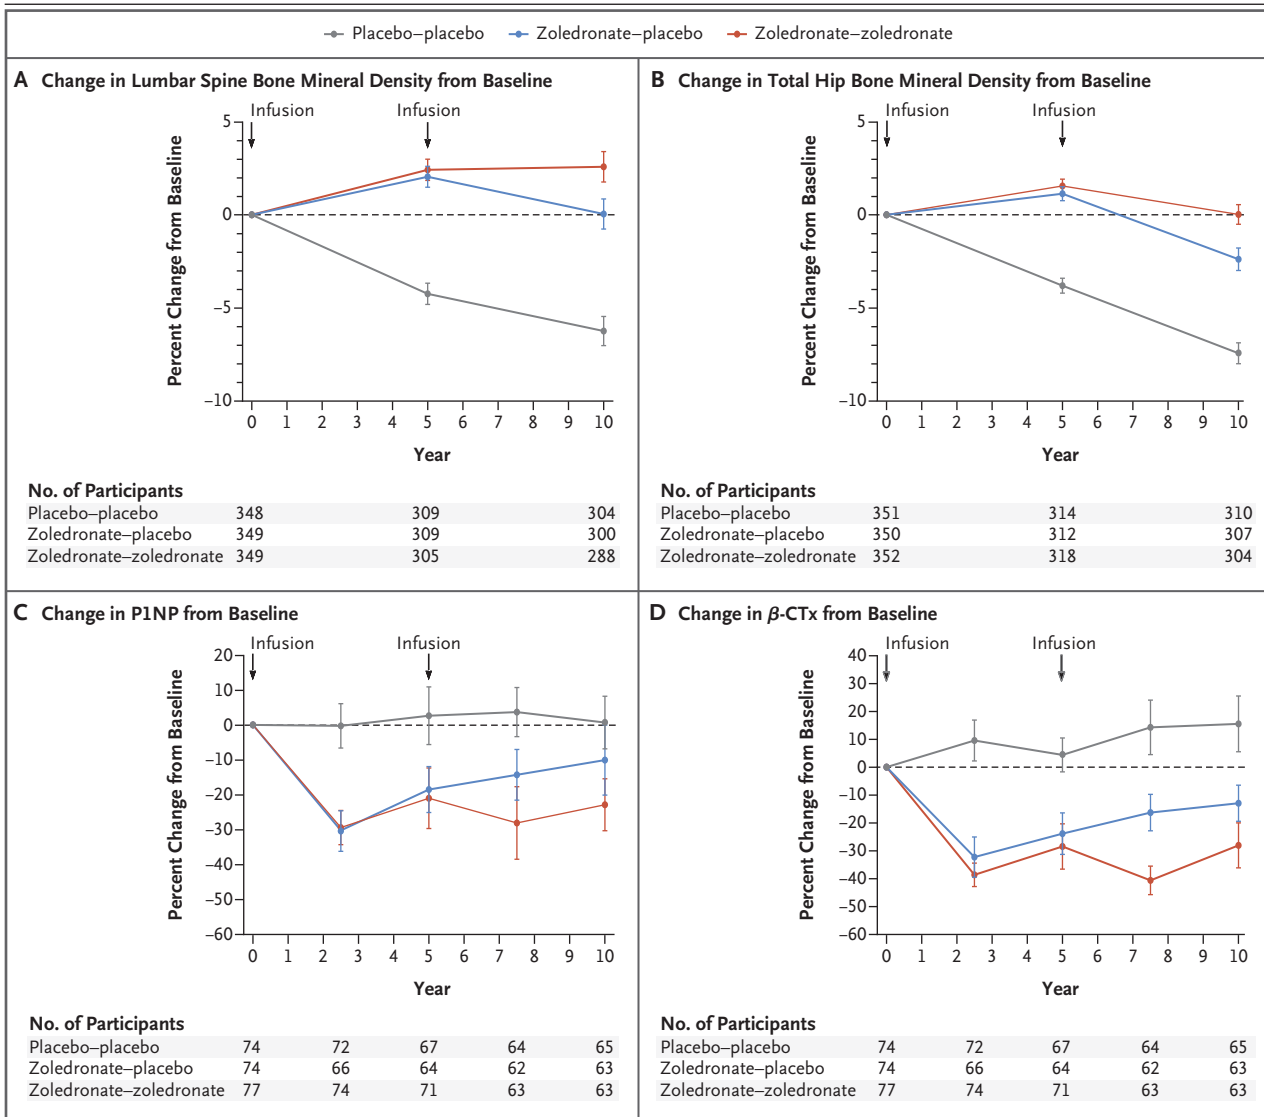 Placebo–placebo Zoledronate–placebo Zoledronate–zoledronate
A Change in Lumbar Spine Bone Mineral Density from Baseline
Infusion Infusion
Percent Change from Baseline
5
0
–5
–10
0 1 2 3 4 5 6 7 8 9 10
Year
No. of Participants
Placebo–placebo 348 309 304
Zoledronate–placebo 349 309 300
Zoledronate–zoledronate 349 305 288
B Change in Total Hip Bone Mineral Density from Baseline
Infusion Infusion
Percent Change from Baseline
5
0
–5
–10
0 1 2 3 4 5 6 7 8 9 10
Year
No. of Participants
Placebo–placebo 351 314 310
Zoledronate–placebo 350 312 307
Zoledronate–zoledronate 352 318 304
C Change in P1NP from Baseline
Infusion Infusion
Percent Change from Baseline
20
10
0
–10
–20
–30
–40
–50
–60
0 1 2 3 4 5 6 7 8 9 10
Year
No. of Participants
Placebo–placebo 74 72 67 64 65
Zoledronate–placebo 74 66 64 62 63
Zoledronate–zoledronate 77 74 71 63 63
D Change in β-CTx from Baseline
Infusion Infusion
Percent Change from Baseline
40
30
20
10
0
–10
–20
–30
–40
–50
–60
0 1 2 3 4 5 6 7 8 9 10
Year
No. of Participants
Placebo–placebo 74 72 67 64 65
Zoledronate–placebo 74 66 64 62 63
Zoledronate–zoledronate 77 74 71 63 63